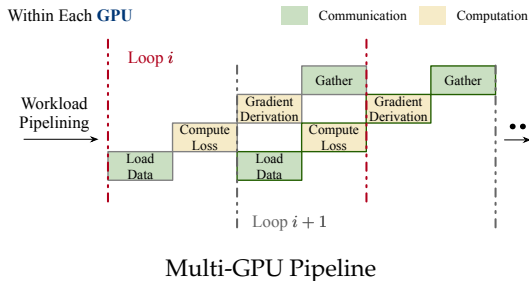 Within Each GPU
Communication
Computation
Loop i
Workload
Pipelining
Gather
Gather
Gradient
Derivation
Gradient
Derivation
Compute
Loss
Compute
Loss
Load
Data
Load
Data
Loop i + 1
Multi-GPU Pipeline